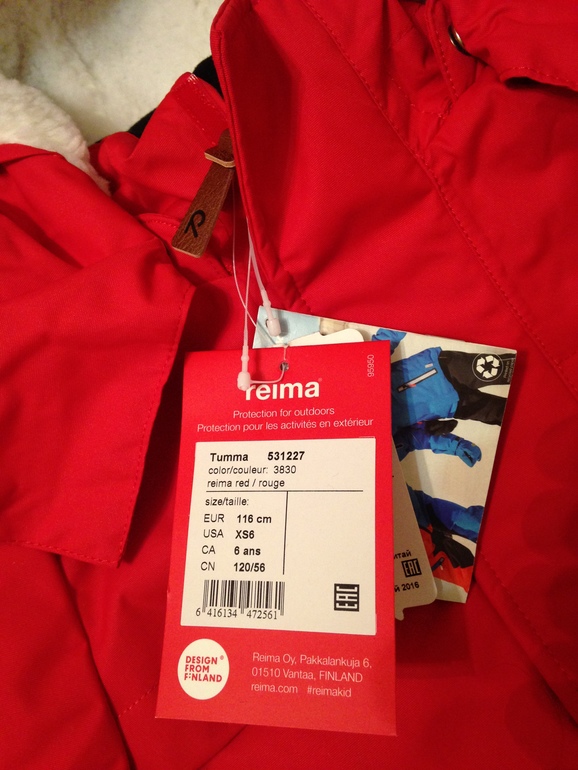 reima®
95950
Protection for outdoors
Protection pour les activités en extérieur
Tumma 531227
color/couleur: 3830
reima red / rouge
size/taille:
EUR 116 cm
USA XS6
CA 6 ans
CN 120/56
6 416134 472561
EAC
DESIGN®
FROM
FINLAND
Reima Oy, Pakkalankuja 6,
01510 Vantaa, FINLAND
reima.com #reimakid
EAC
2016